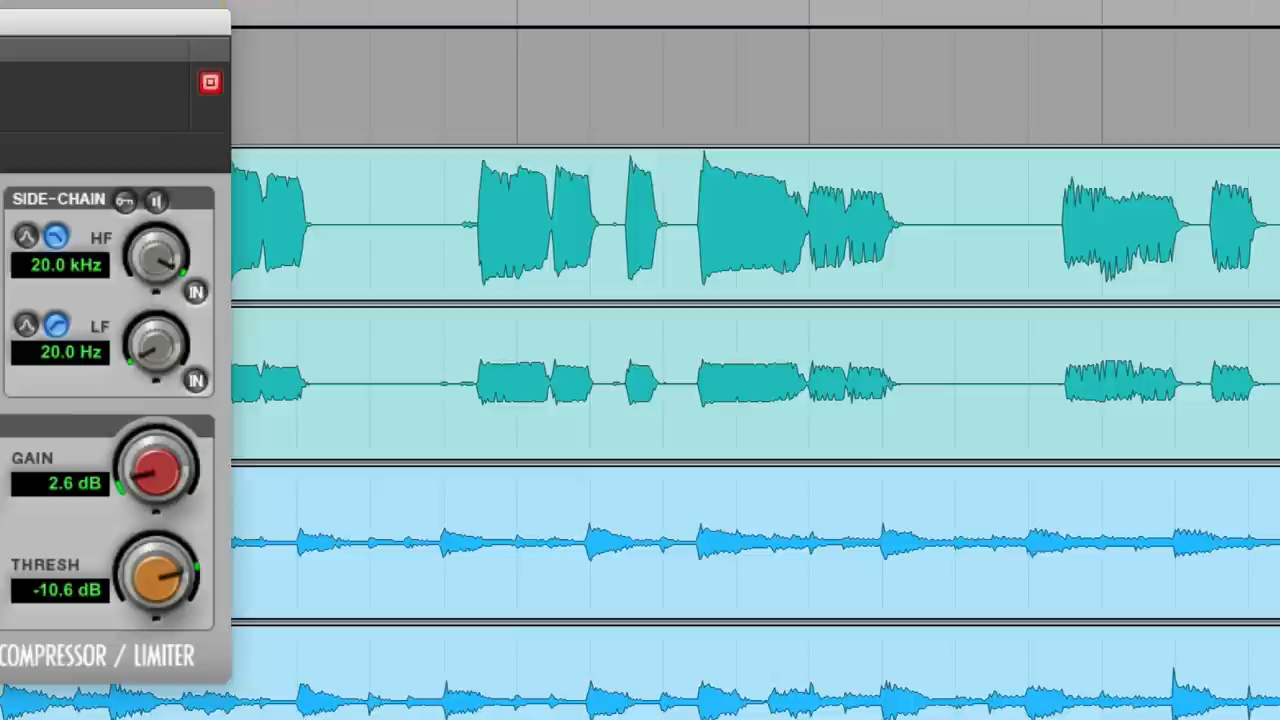 SIDE-CHAIN
HF
20.0 kHz
IN
LF
20.0 Hz
IN
GAIN
2.6 dB
THRESH
-10.6 dB
COMPRESSOR / LIMITER